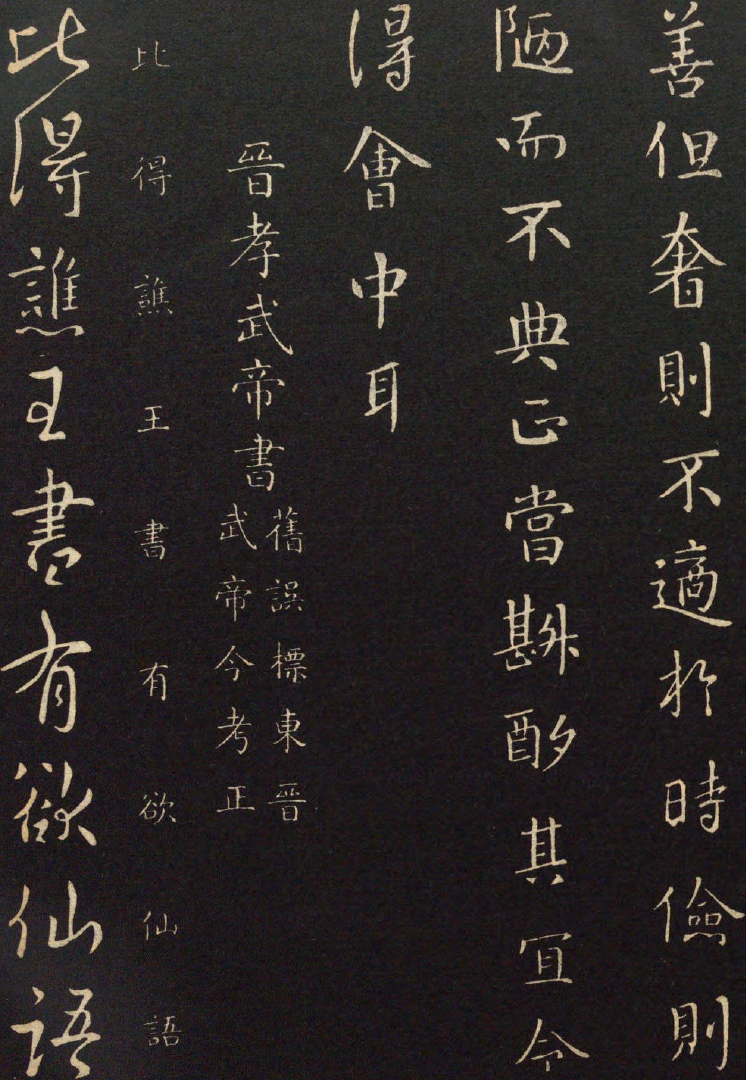 善但奢則不適於時儉則
陋而不典正當斟酌其宜令
得會中耳
晉孝武帝書
舊誤標東晉
武帝今考正
比得譙王書有欲仙語
比得譙王書有欲仙語